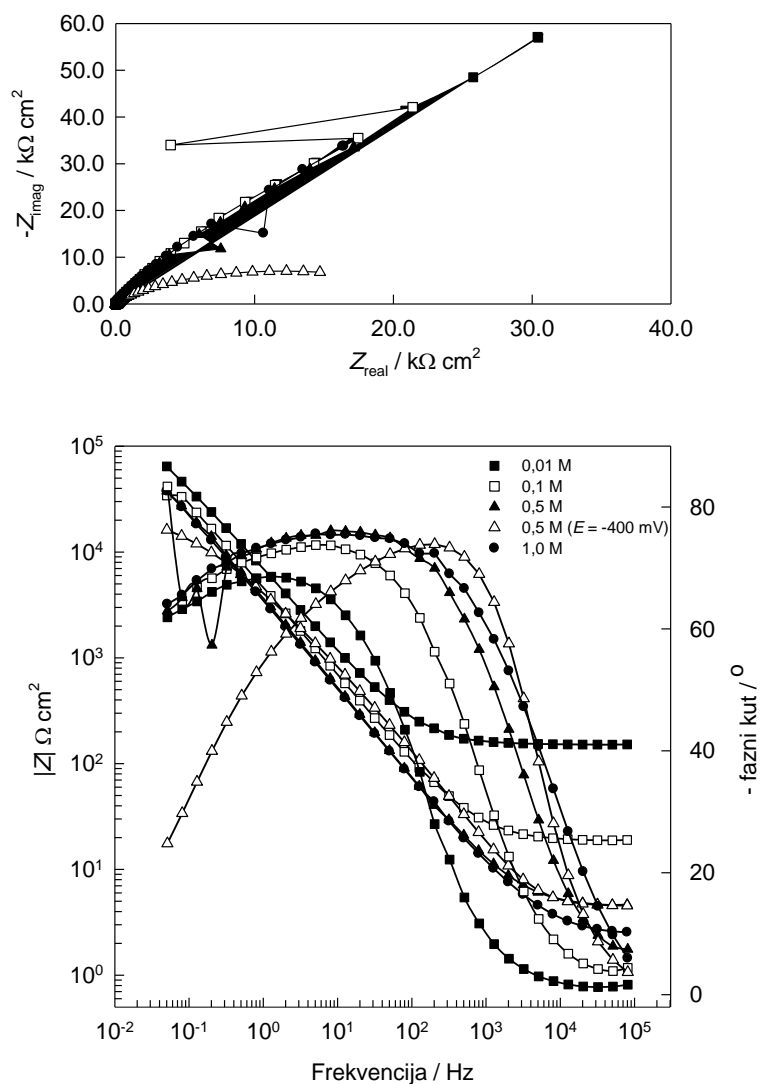 60.0
50.0
40.0
30.0
20.0
10.0
0.0
-Z imag / kΩ cm²
0.0 10.0 20.0 30.0 40.0
Z real / kΩ cm²
10⁵
10⁴
10³
10²
10¹
10⁰
|Z| Ω cm²
0,01 M
0,1 M
0,5 M
0,5 M (E = -400 mV)
1,0 M
80
60
40
20
0
- fazni kut / °
10⁻² 10⁻¹ 10⁰ 10¹ 10² 10³ 10⁴ 10⁵
Frekvencija / Hz